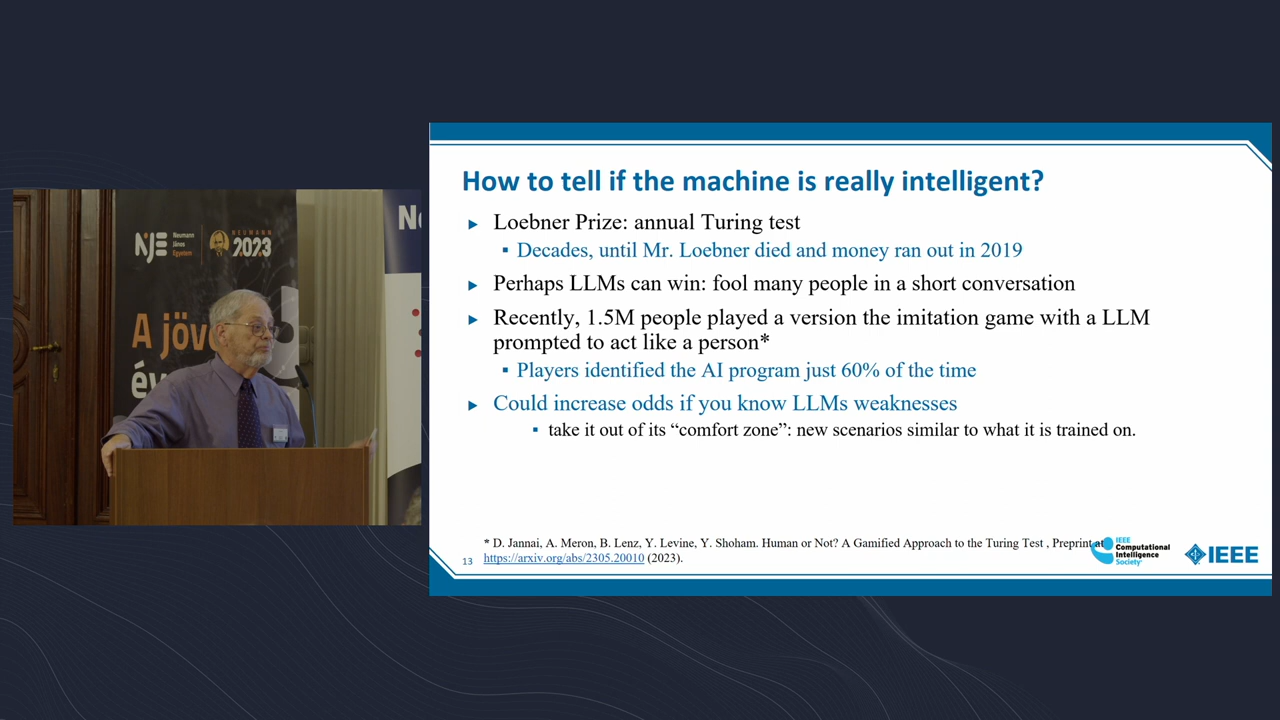 NJE
Neumann
János
Egyetem
NEUMANN
2023
A jöv
év
How to tell if the machine is really intelligent?
Loebner Prize: annual Turing test
Decades, until Mr. Loebner died and money ran out in 2019
Perhaps LLMs can win: fool many people in a short conversation
Recently, 1.5M people played a version the imitation game with a LLM
prompted to act like a person*
Players identified the AI program just 60% of the time
Could increase odds if you know LLMs weaknesses
take it out of its “comfort zone”: new scenarios similar to what it is trained on.
* D. Jannai, A. Meron, B. Lenz, Y. Levine, Y. Shoham. Human or Not? A Gamified Approach to the Turing Test , Preprint at
https://arxiv.org/abs/2305.20010 (2023).
13
IEEE
Computational
Intelligence
Society
IEEE